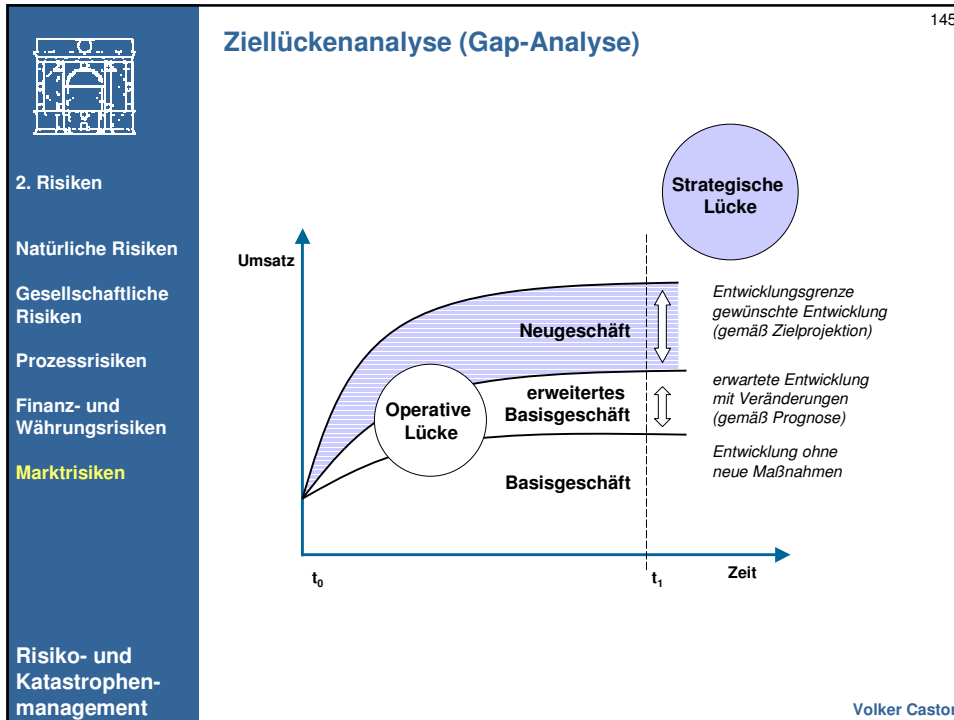 145
Ziellückenanalyse (Gap-Analyse)
2. Risiken
Natürliche Risiken
Gesellschaftliche
Risiken
Prozessrisiken
Finanz- und
Währungsrisiken
Marktrisiken
Risiko- und
Katastrophen-
management
Strategische
Lücke
Umsatz
Neugeschäft
Entwicklungsgrenze
gewünschte Entwicklung
(gemäß Zielprojektion)
Operative
Lücke
erweitertes
Basisgeschäft
erwartete Entwicklung
mit Veränderungen
(gemäß Prognose)
Basisgeschäft
Entwicklung ohne
neue Maßnahmen
t0
t1
Zeit
Volker Castor